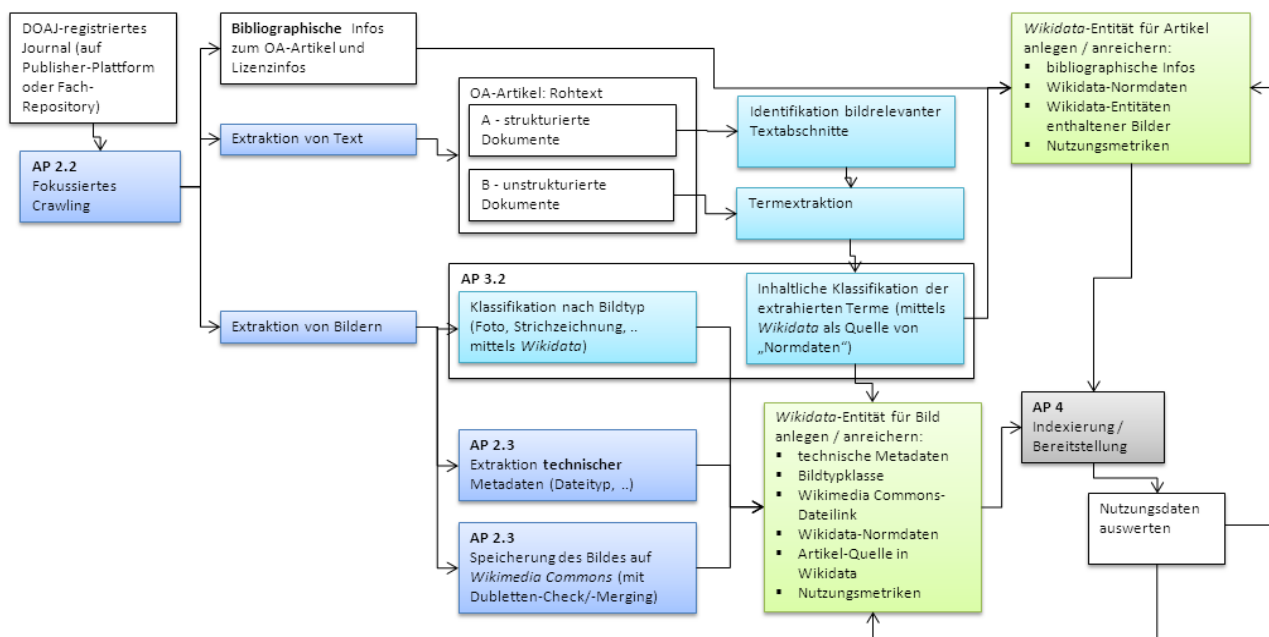 DOAJ-registriertes
Journal (auf
Publisher-Plattform
oder Fach-
Repository)
AP 2.2
Fokussiertes
Crawling
Bibliographische Infos
zum OA-Artikel und
Lizenzinfos
Extraktion von Text
Extraktion von Bildern
OA-Artikel: Rohtext
A - strukturierte
Dokumente
B - unstrukturierte
Dokumente
Identifikation bildrelevanter
Textabschnitte
Termextraktion
AP 3.2
Klassifikation nach Bildtyp
(Foto, Strichzeichnung, ..
mittels Wikidata)
Inhaltliche Klassifikation der
extrahierten Terme (mittels
Wikidata als Quelle von
„Normdaten“)
AP 2.3
Extraktion technischer
Metadaten (Dateityp, ..)
AP 2.3
Speicherung des Bildes auf
Wikimedia Commons (mit
Dubletten-Check/-Merging)
Wikidata-Entität für Bild
anlegen / anreichern:
▪ technische Metadaten
▪ Bildtypklasse
▪ Wikimedia Commons-
Dateilink
▪ Wikidata-Normdaten
▪ Artikel-Quelle in
Wikidata
▪ Nutzungsmetriken
Wikidata-Entität für Artikel
anlegen / anreichern:
▪ bibliographische Infos
▪ Wikidata-Normdaten
▪ Wikidata-Entitäten
enthaltener Bilder
▪ Nutzungsmetriken
AP 4
Indexierung /
Bereitstellung
Nutzungsdaten
auswerten